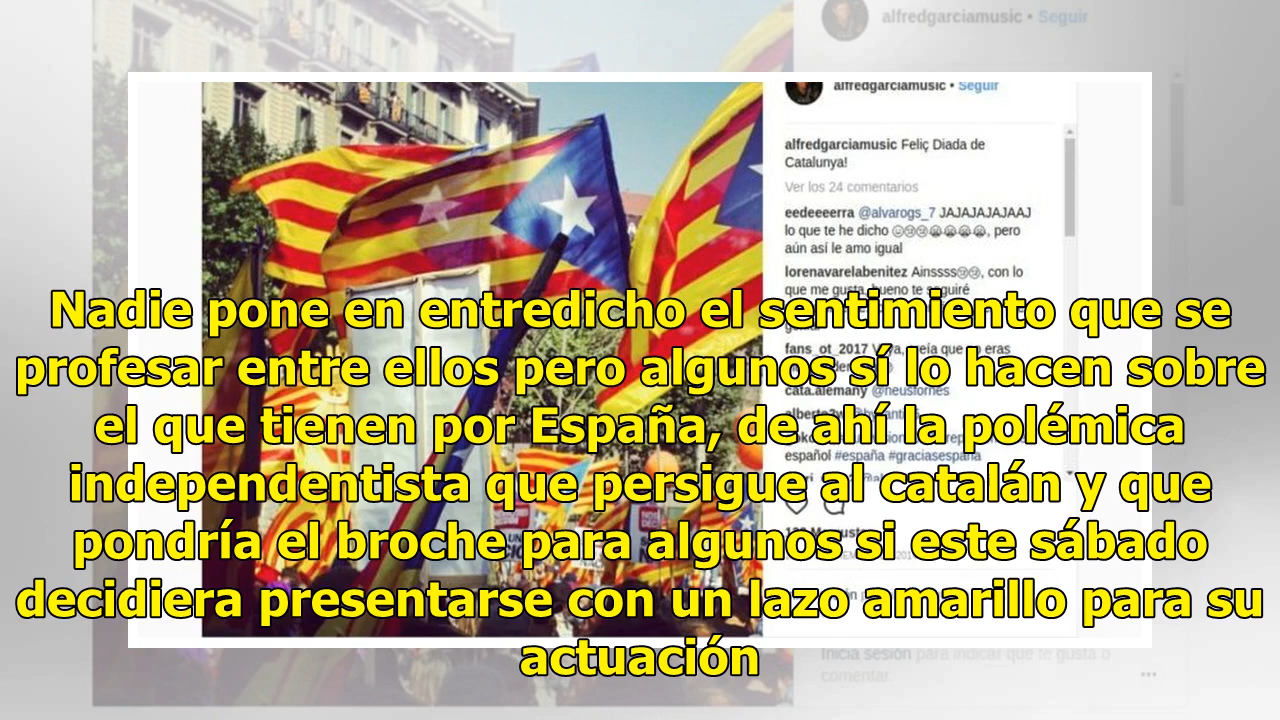 alfredgarciamusic • Seguir
alfredgarciamusic • Seguir
alfredgarciamusic Feliç Diada de
Catalunya!
Ver los 24 comentarios
eedeeeerra @alvarogs_7 JAJAJAJAJAAJ
lo que te he dicho 😔😢😢😭😭😭😭, pero
aún así le amo igual
lorenavarelabenitez Ainssss😢😢, con lo
que me gusta, bueno te seguiré
Nadie pone en entredicho el sentimiento que se
fans_ot_2017
profesar entre ellos pero algunos sí lo hacen sobre
cata.alemany @neusfornes
el que tienen por España, de ahí la polémica
español #españa #graciasespaña
independentista que persigue al catalán y que
pondría el broche para algunos si este sábado
decidiera presentarse con un lazo amarillo para su
actuación
Inicia sesión para indicar que te gusta o
comentar.